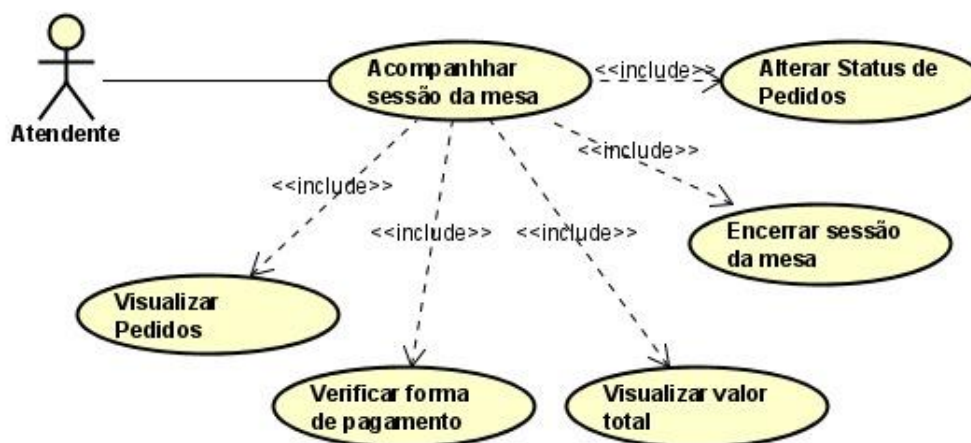 Atendente
Acompanhhar
sessão da mesa
<<include>>
Alterar Status de
Pedidos
<<include>>
Encerrar sessão
da mesa
<<include>>
Visualizar
Pedidos
<<include>>
Verificar forma
de pagamento
<<include>>
Visualizar valor
total